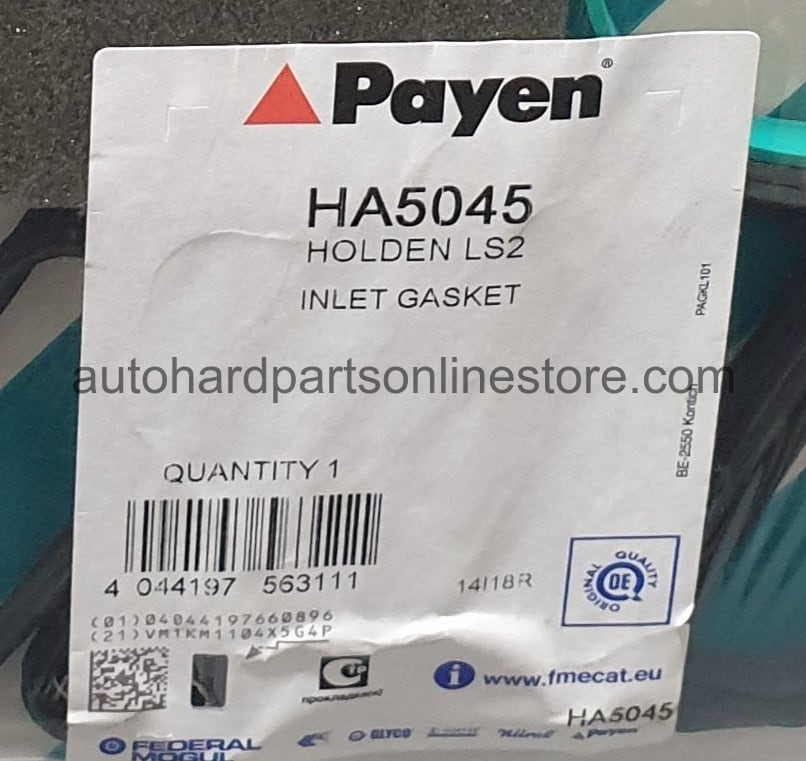 Payen®
HA5045
HOLDEN LS2
INLET GASKET
PAGKL101
autohardpartsonlinestore.com
BE-2550 Kontich
QUANTITY 1
4 044197 563111
14I18R
ORIGINAL QUALITY
OE
(01)04044197660896
(21)VM1KM1104X5G4P
i www.fmecat.eu
HA5045
FEDERAL
MOGUL
GLYCO
Nüral
Payen